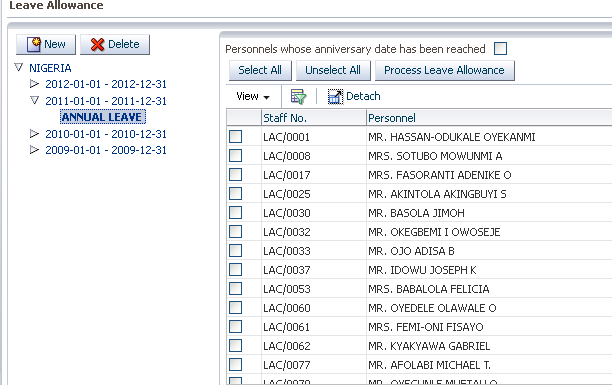 Leave Allowance
New Delete
NIGERIA
2012-01-01 - 2012-12-31
2011-01-01 - 2011-12-31
ANNUAL LEAVE
2010-01-01 - 2010-12-31
2009-01-01 - 2009-12-31
Personnels whose anniversary date has been reached
Select All Unselect All Process Leave Allowance
View Detach
Staff No. Personnel
LAC/0001 MR. HASSAN-ODUKALE OYEKANMI
LAC/0008 MRS. SOTUBO MOWUNMI A
LAC/0017 MRS. FASORANTI ADENIKE O
LAC/0025 MR. AKINTOLA AKINGBUYI S
LAC/0030 MR. BASOLA JIMOH
LAC/0032 MR. OKEGBEMI I OWOSEJE
LAC/0033 MR. OJO ADISA B
LAC/0037 MR. IDOWU JOSEPH K
LAC/0053 MRS. BABALOLA FELICIA
LAC/0060 MR. OYEDELE OLAWALE O
LAC/0061 MRS. FEMI-ONI FISAYO
LAC/0062 MR. KYAKYAWA GABRIEL
LAC/0077 MR. AFOLABI MICHAEL T.